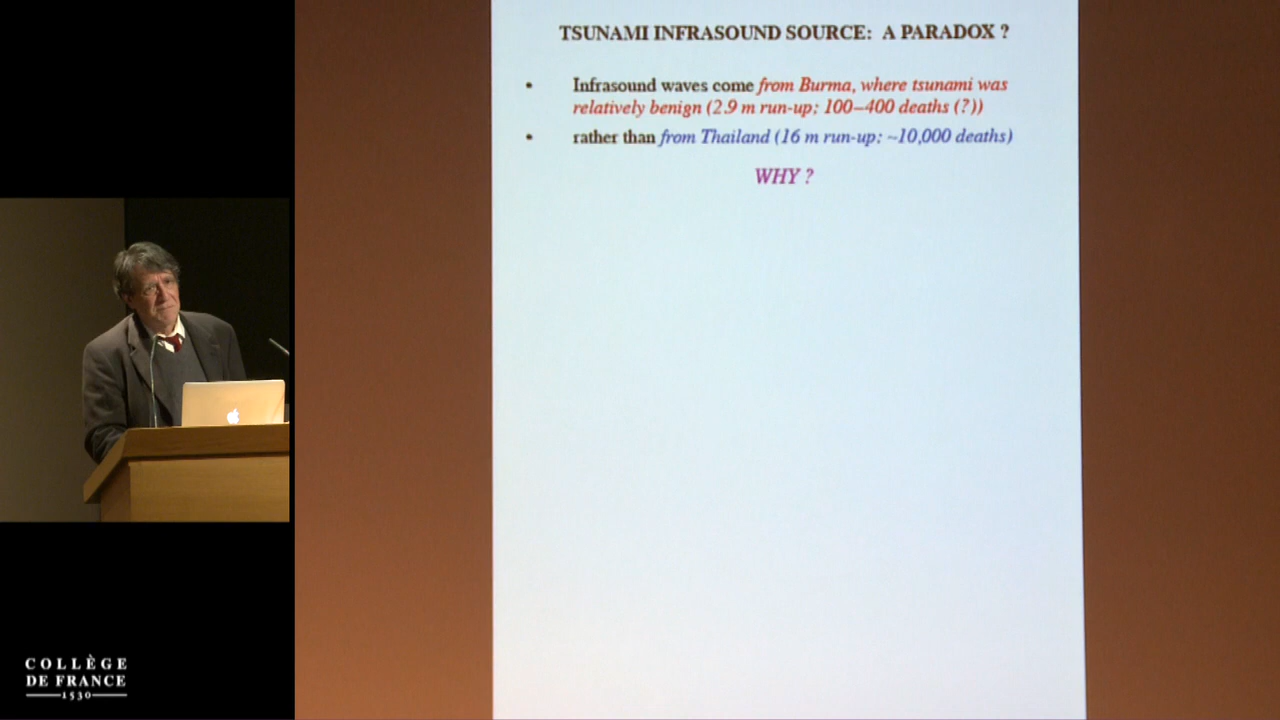 TSUNAMI INFRASOUND SOURCE: A PARADOX ?
• Infrasound waves come from Burma, where tsunami was
relatively benign (2.9 m run-up; 100–400 deaths (?))
• rather than from Thailand (16 m run-up; ~10,000 deaths)
WHY ?
COLLÈGE
DE FRANCE
1530